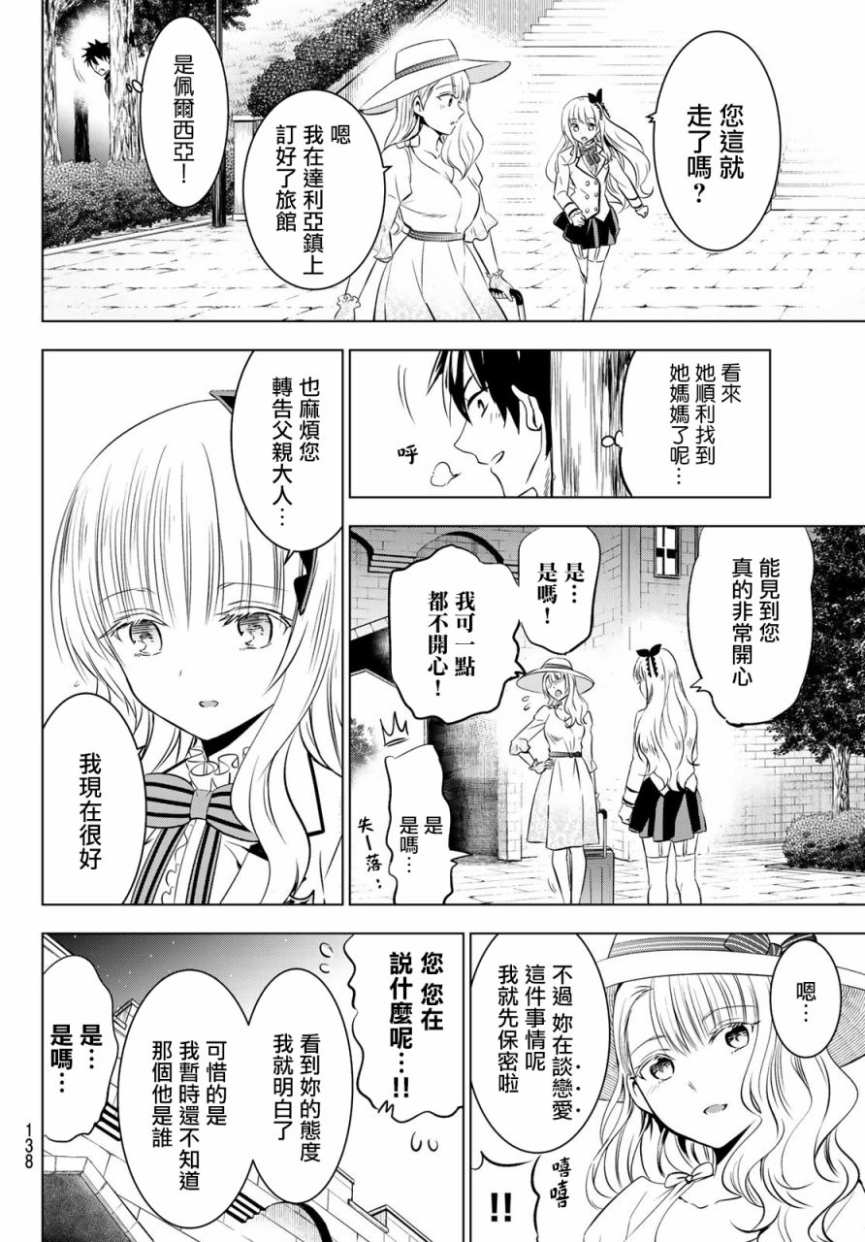 您這就
走了嗎?
嗯
我在達利亞鎮上
訂好了旅館
是佩爾西亞!
看來
她順利找到
她媽媽了呢…
呼
也麻煩您
轉告父親大人…
我現在很好
能見到您
真的非常開心
是…
是嗎!
我可一點
都不開心!
是…
是嗎…
失ー落‥
嗯…
不過 妳在談戀愛
這件事情呢
我就先保密啦
嘻嘻
!!
您 您在
說什麼呢…!!
看到妳的態度
我就明白了
可惜的是
我暫時還不知道
那個他是誰
是…
是嗎…
138